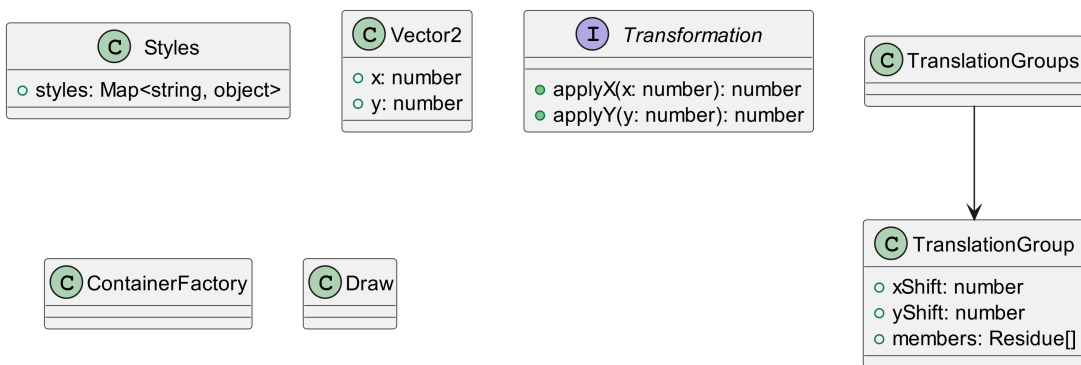 C Styles
styles: Map<string, object>
C Vector2
x: number
y: number
I Transformation
applyX(x: number): number
applyY(y: number): number
C TranslationGroups
C ContainerFactory
C Draw
C TranslationGroup
xShift: number
yShift: number
members: Residue[]